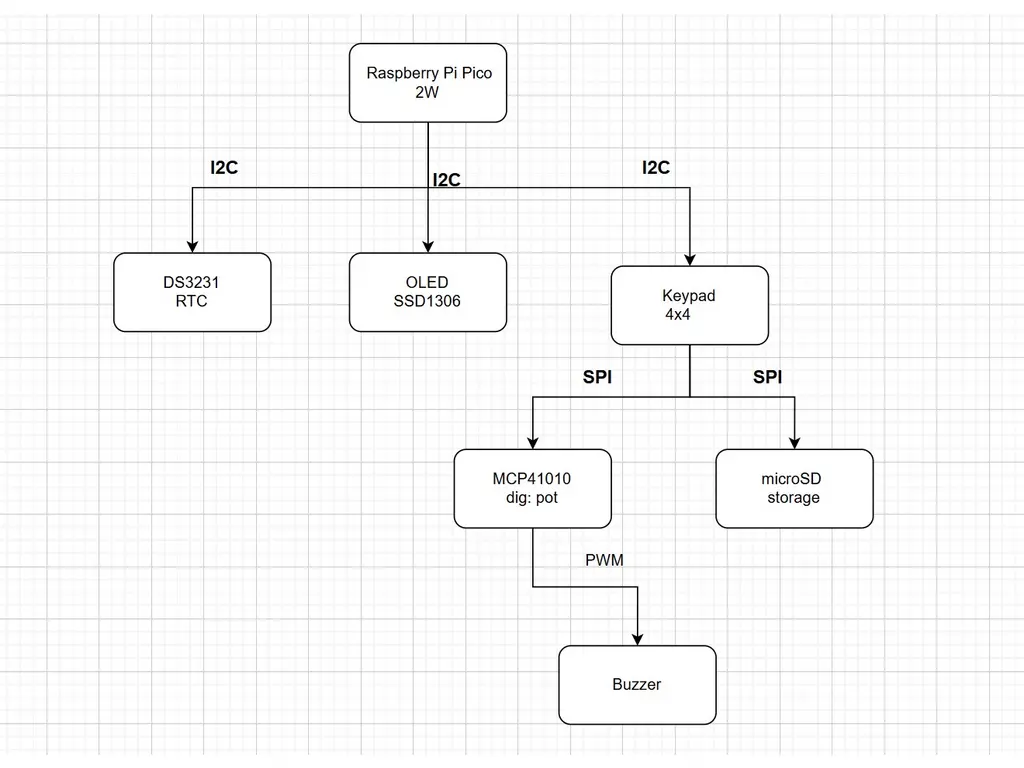 Raspberry Pi Pico
2W
I2C
I2C
I2C
DS3231
RTC
OLED
SSD1306
Keypad
4x4
SPI
SPI
MCP41010
dig: pot
microSD
storage
PWM
Buzzer